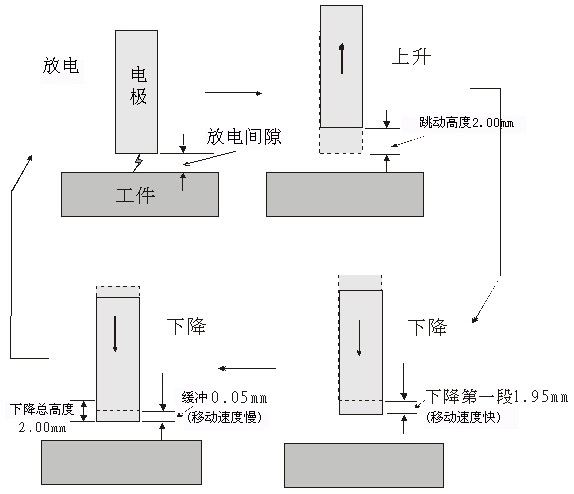 放电
电极
上升
放电间隙
跳动高度2.00mm
工件
下降
下降
下降总高度
2.00mm
缓冲0.05mm
(移动速度慢)
下降第一段1.95mm
(移动速度快)